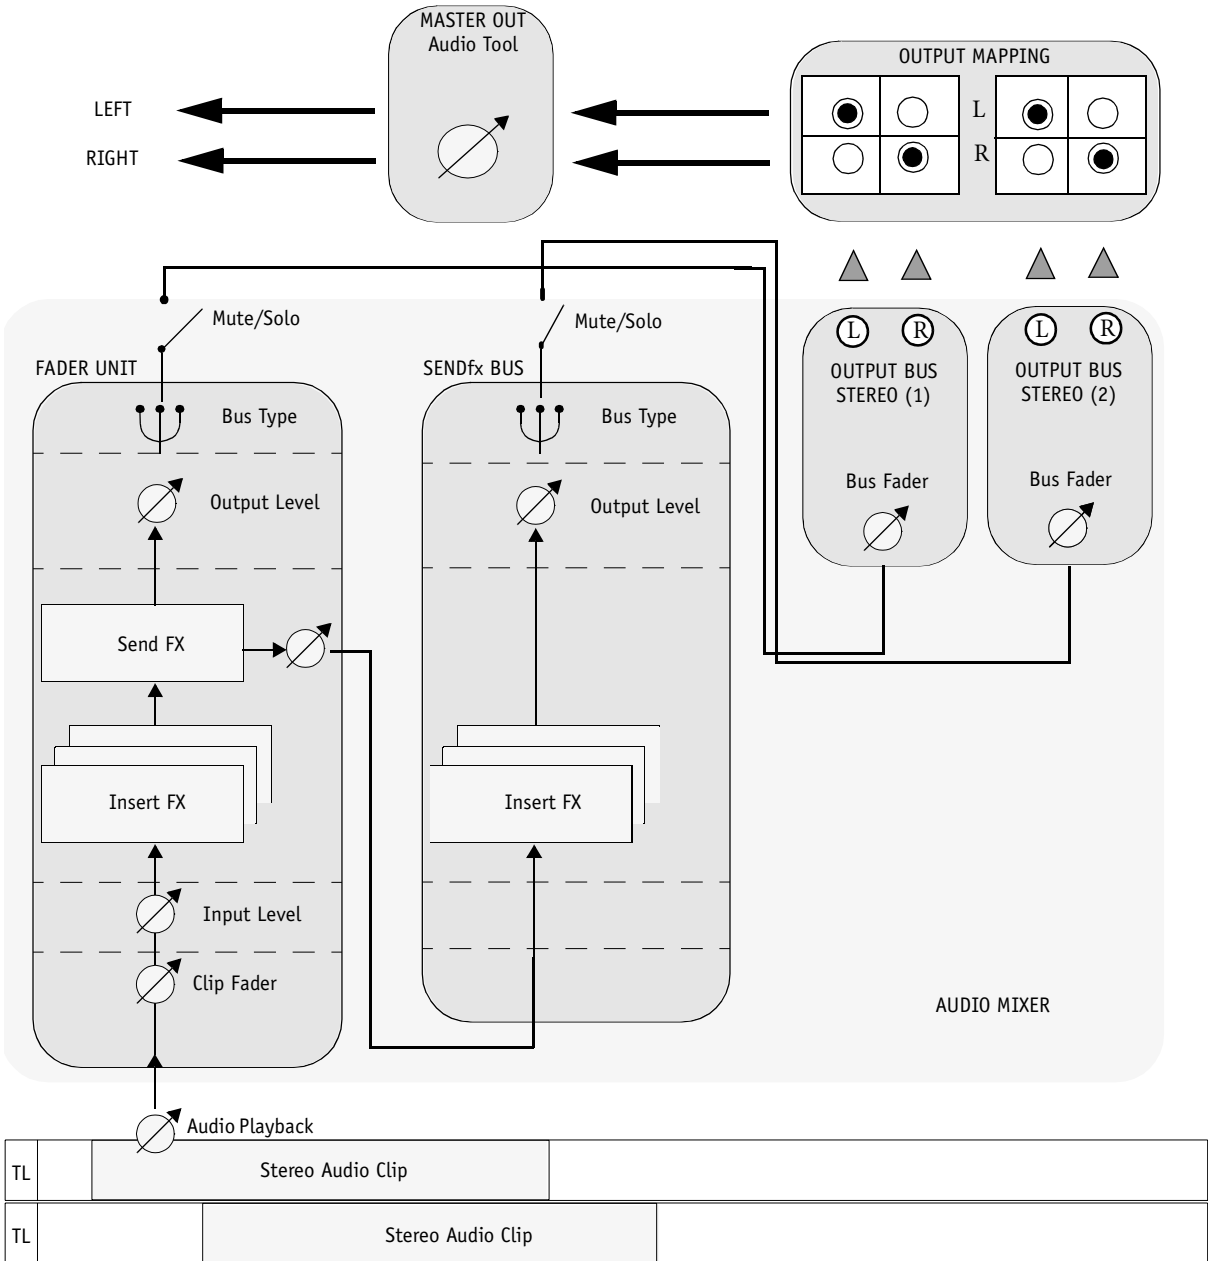 MASTER OUT
Audio Tool
OUTPUT MAPPING
LEFT
L
RIGHT
R
Mute/Solo
Mute/Solo
L
R
L
R
FADER UNIT
SENDfx BUS
OUTPUT BUS
STEREO (1)
OUTPUT BUS
STEREO (2)
Bus Type
Bus Type
Bus Fader
Bus Fader
Output Level
Output Level
Send FX
Insert FX
Insert FX
Input Level
Clip Fader
AUDIO MIXER
Audio Playback
TL
Stereo Audio Clip
TL
Stereo Audio Clip